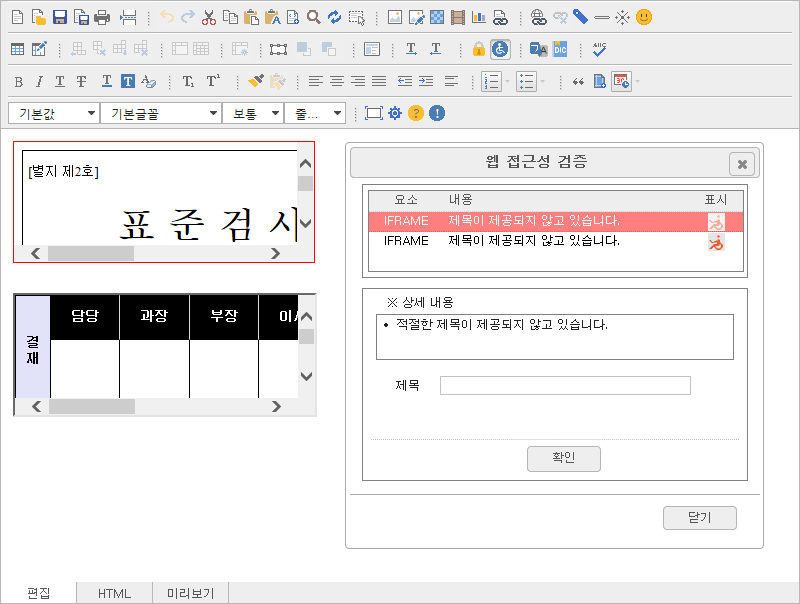 기본값 기본글꼴 보통 줄...
[별지 제2호]
표 준 검 사
담당 과장 부장 이사
결재
웹 접근성 검증
요소 내용 표시
IFRAME 제목이 제공되지 않고 있습니다.
IFRAME 제목이 제공되지 않고 있습니다.
※ 상세 내용
• 적절한 제목이 제공되지 않고 있습니다.
제목
확인
닫기
편집 HTML 미리보기